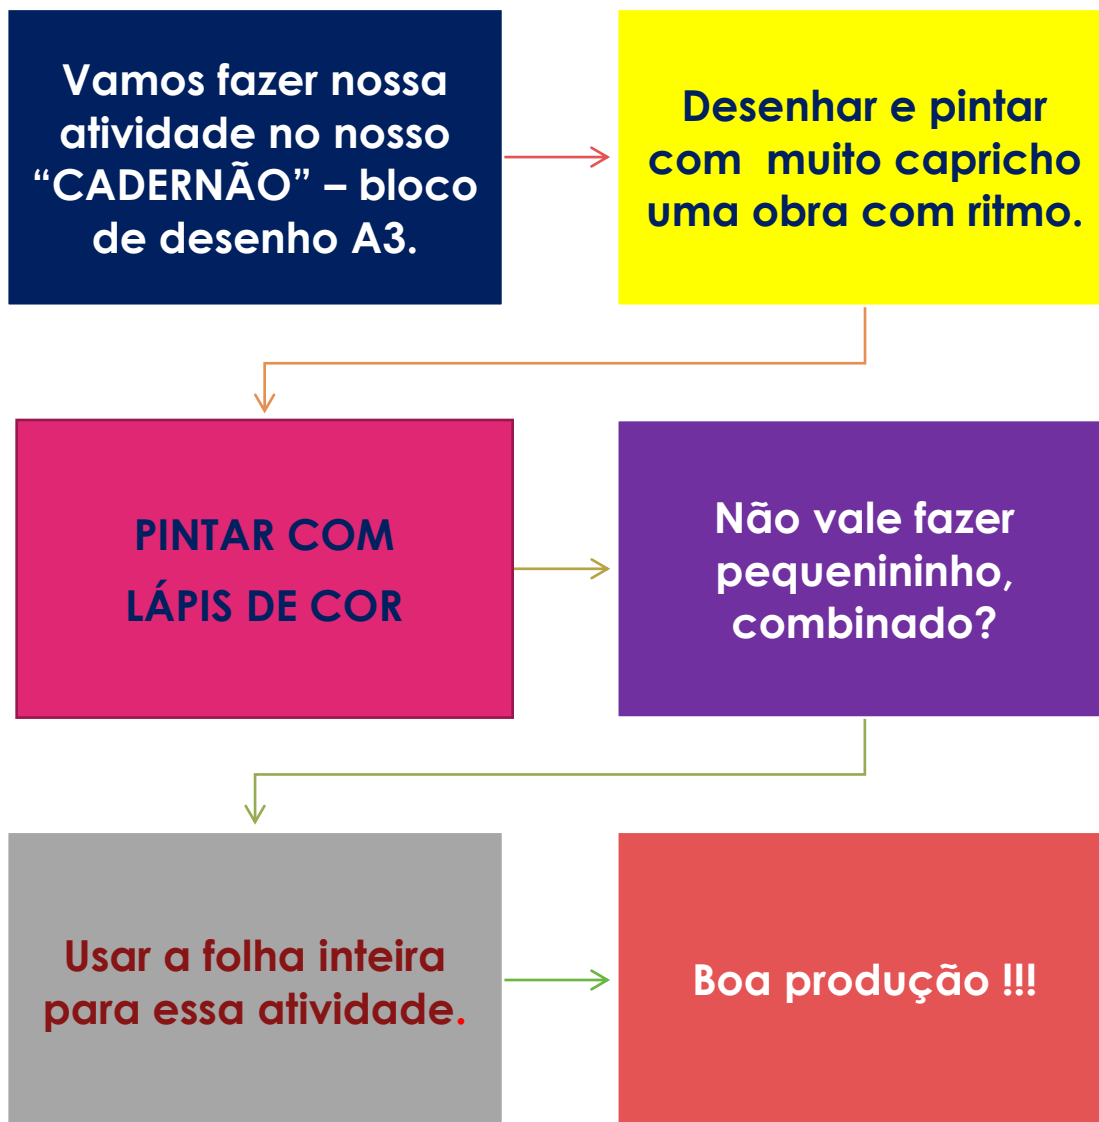 Vamos fazer nossa
atividade no nosso
“CADERNÃO” – bloco
de desenho A3.
Desenhar e pintar
com  muito capricho
uma obra com ritmo.
PINTAR COM
LÁPIS DE COR
Não vale fazer
pequenininho,
combinado?
Usar a folha inteira
para essa atividade.
Boa produção !!!